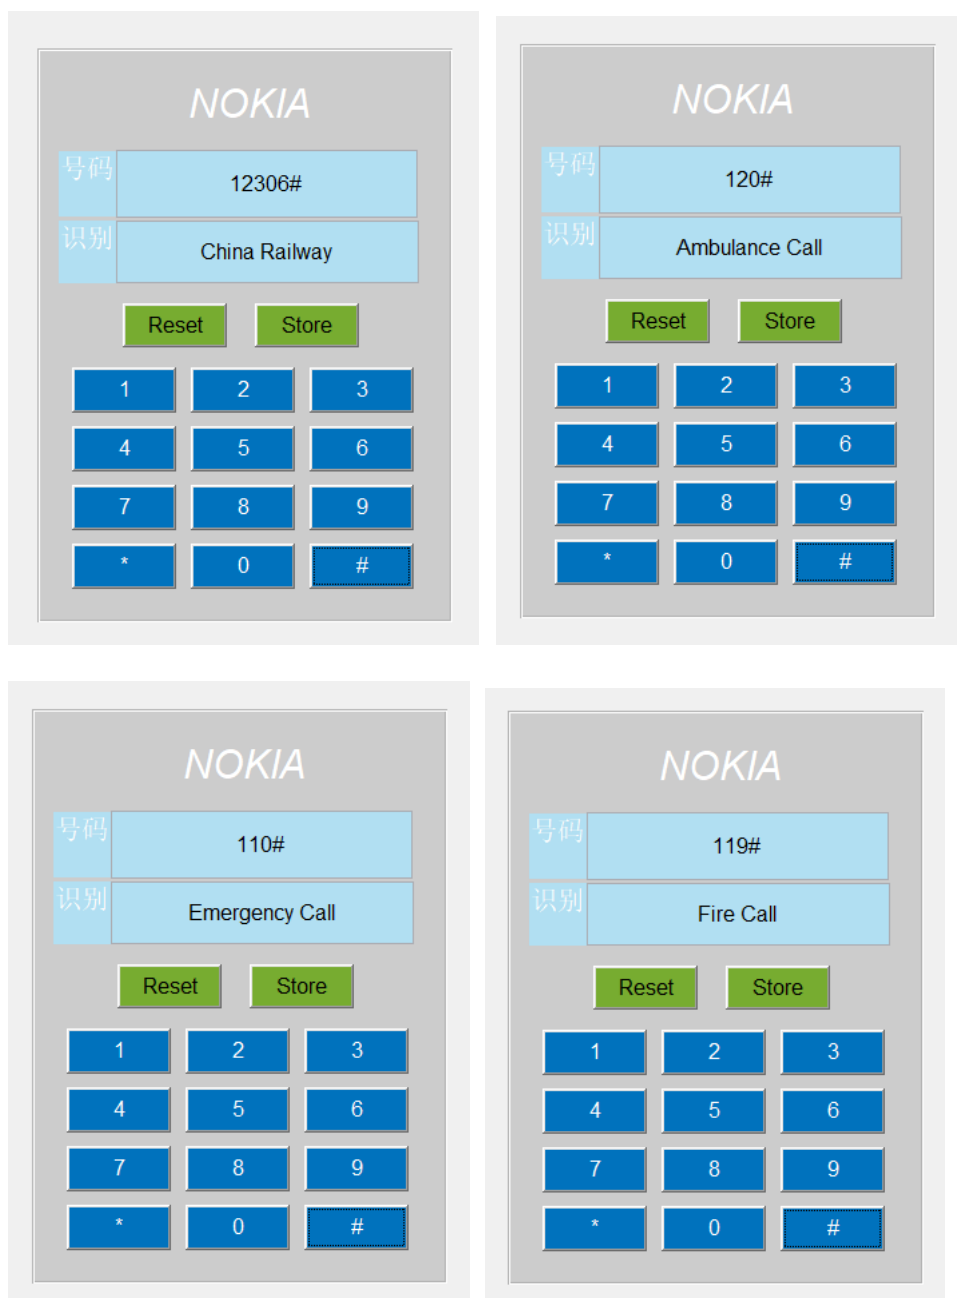 NOKIA
号码 12306#
识别 China Railway
Reset Store
1 2 3
4 5 6
7 8 9
* 0 #
NOKIA
号码 120#
识别 Ambulance Call
Reset Store
1 2 3
4 5 6
7 8 9
* 0 #
NOKIA
号码 110#
识别 Emergency Call
Reset Store
1 2 3
4 5 6
7 8 9
* 0 #
NOKIA
号码 119#
识别 Fire Call
Reset Store
1 2 3
4 5 6
7 8 9
* 0 #